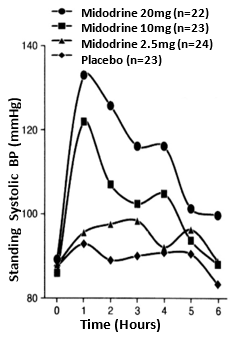 Midodrine 20mg (n=22)
Midodrine 10mg (n=23)
Midodrine 2.5mg (n=24)
Placebo (n=23)
Standing Systolic BP (mmHg)
140
120
100
80
0 1 2 3 4 5 6
Time (Hours)